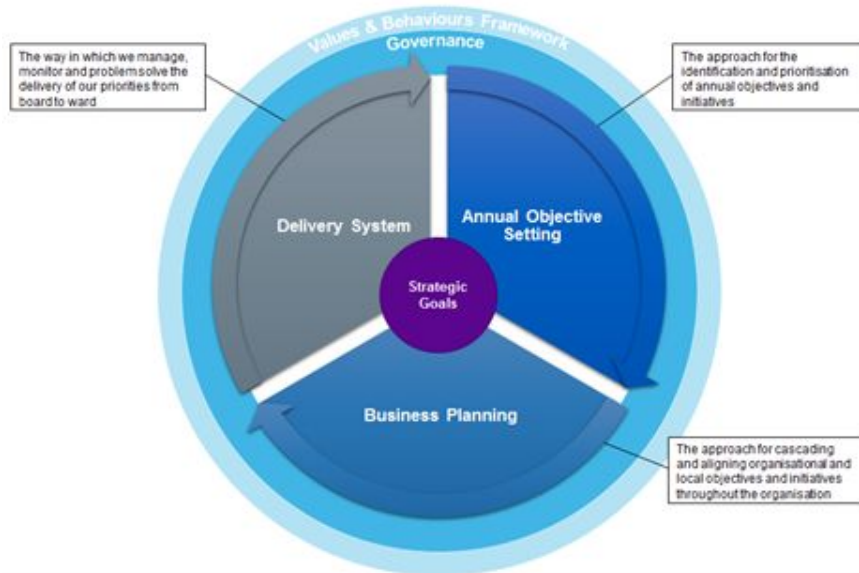 Values & Behaviours Framework
Governance
The way in which we manage,
monitor and problem solve the
delivery of our priorities from
board to ward
The approach for the
identification and prioritisation
of annual objectives and
initiatives
Delivery System
Annual Objective
Setting
Strategic
Goals
Business Planning
The approach for cascading
and aligning organisational and
local objectives and initiatives
throughout the organisation